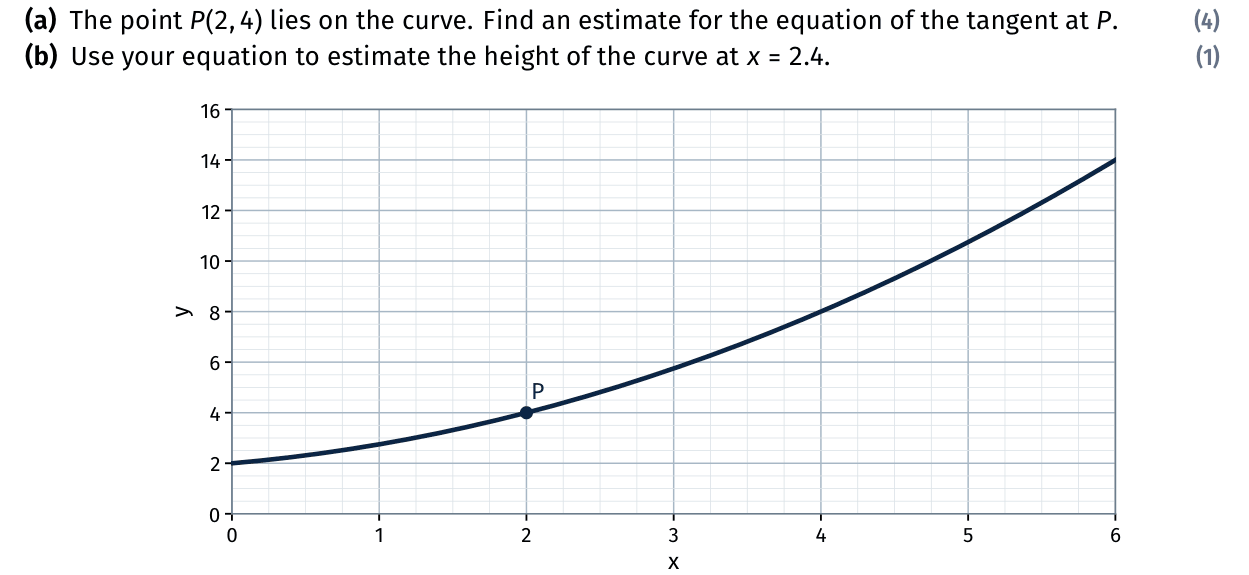 (a) The point P(2, 4) lies on the curve. Find an estimate for the equation of the tangent at P. (4)
(b) Use your equation to estimate the height of the curve at x = 2.4. (1)
16
14
12
10
y
8
6
P
4
2
0
0 1 2 3 4 5 6
x